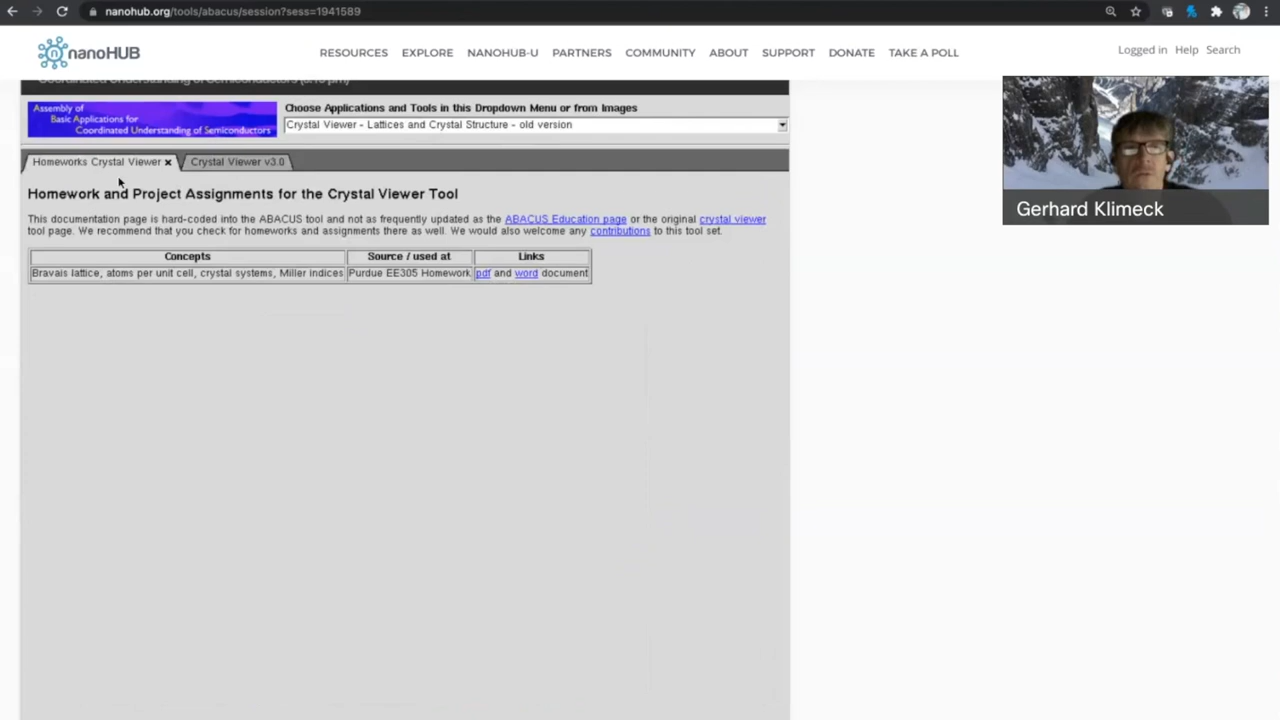 nanohub.org/tools/abacus/session?sess=1941589
nanoHUB
RESOURCES EXPLORE NANOHUB-U PARTNERS COMMUNITY ABOUT SUPPORT DONATE TAKE A POLL
Logged in Help Search
Coordinated Understanding of Semiconductors
Assembly of
Basic Applications for
Coordinated Understanding of Semiconductors
Choose Applications and Tools in this Dropdown Menu or from Images
Crystal Viewer - Lattices and Crystal Structure - old version
Homeworks Crystal Viewer x
Crystal Viewer v3.0
Homework and Project Assignments for the Crystal Viewer Tool
This documentation page is hard-coded into the ABACUS tool and not as frequently updated as the ABACUS Education page or the original crystal viewer
tool page. We recommend that you check for homeworks and assignments there as well. We would also welcome any contributions to this tool set.
Concepts Source / used at Links
Bravais lattice, atoms per unit cell, crystal systems, Miller indices Purdue EE305 Homework pdf and word document
Gerhard Klimeck